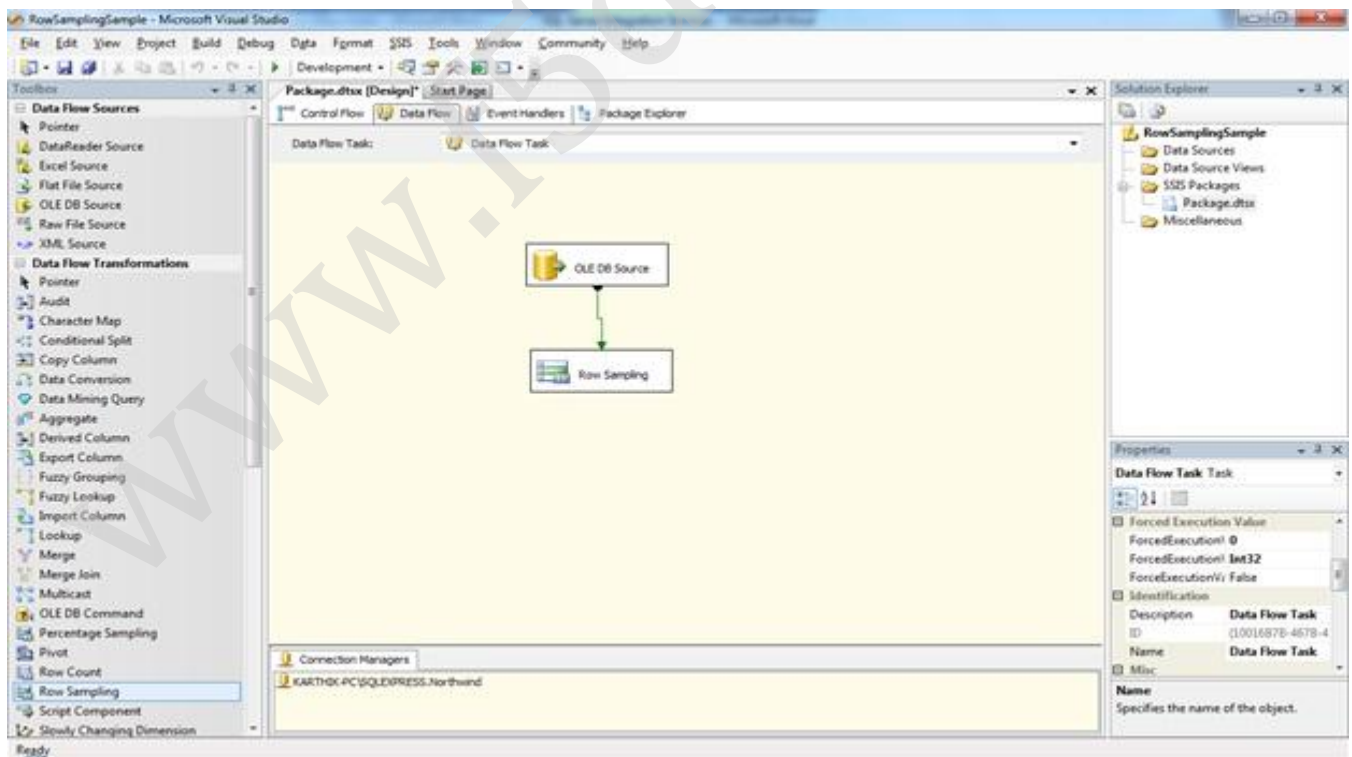 RowSamplingSample - Microsoft Visual Studio
File Edit View Project Build Debug Data Format SSIS Tools Window Community Help
Development
Toolbox
Data Flow Sources
Pointer
DataReader Source
Excel Source
Flat File Source
OLE DB Source
Raw File Source
XML Source
Data Flow Transformations
Pointer
Audit
Character Map
Conditional Split
Copy Column
Data Conversion
Data Mining Query
Aggregate
Derived Column
Export Column
Fuzzy Grouping
Fuzzy Lookup
Import Column
Lookup
Merge
Merge Join
Multicast
OLE DB Command
Percentage Sampling
Pivot
Row Count
Row Sampling
Script Component
Slowly Changing Dimension
Ready
Package.dtsx [Design]* Start Page
Control Flow Data Flow Event Handlers Package Explorer
Data Flow Task: Data Flow Task
OLE DB Source
Row Sampling
Connection Managers
KARTHIK-PC\SQLEXPRESS.Northwind
Solution Explorer
RowSamplingSample
Data Sources
Data Source Views
SSIS Packages
Package.dtsx
Miscellaneous
Properties
Data Flow Task Task
Forced Execution Value
ForcedExecution 0
ForcedExecution Int32
ForceExecutionVa False
Identification
Description Data Flow Task
ID {10016B7B-4678-4
Name Data Flow Task
Misc
Name
Specifies the name of the object.